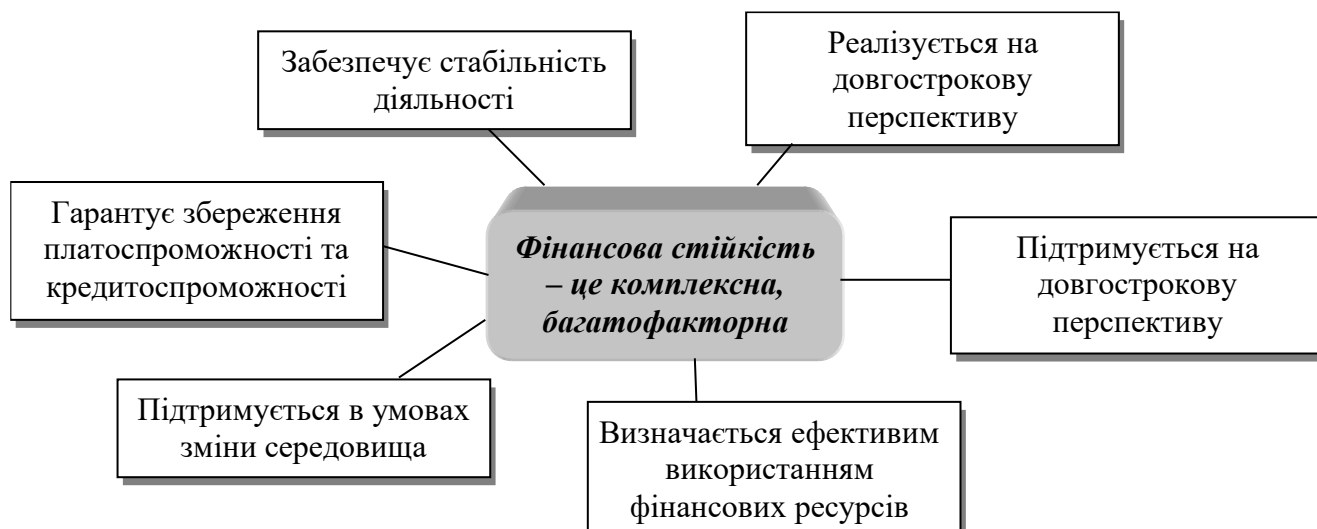 Забезпечує стабільність
діяльності
Реалізується на
довгострокову
перспективу
Гарантує збереження
платоспроможності та
кредитоспроможності
Фінансова стійкість
– це комплексна,
багатофакторна
Підтримується на
довгострокову
перспективу
Підтримується в умовах
зміни середовища
Визначається ефективим
використанням
фінансових ресурсів